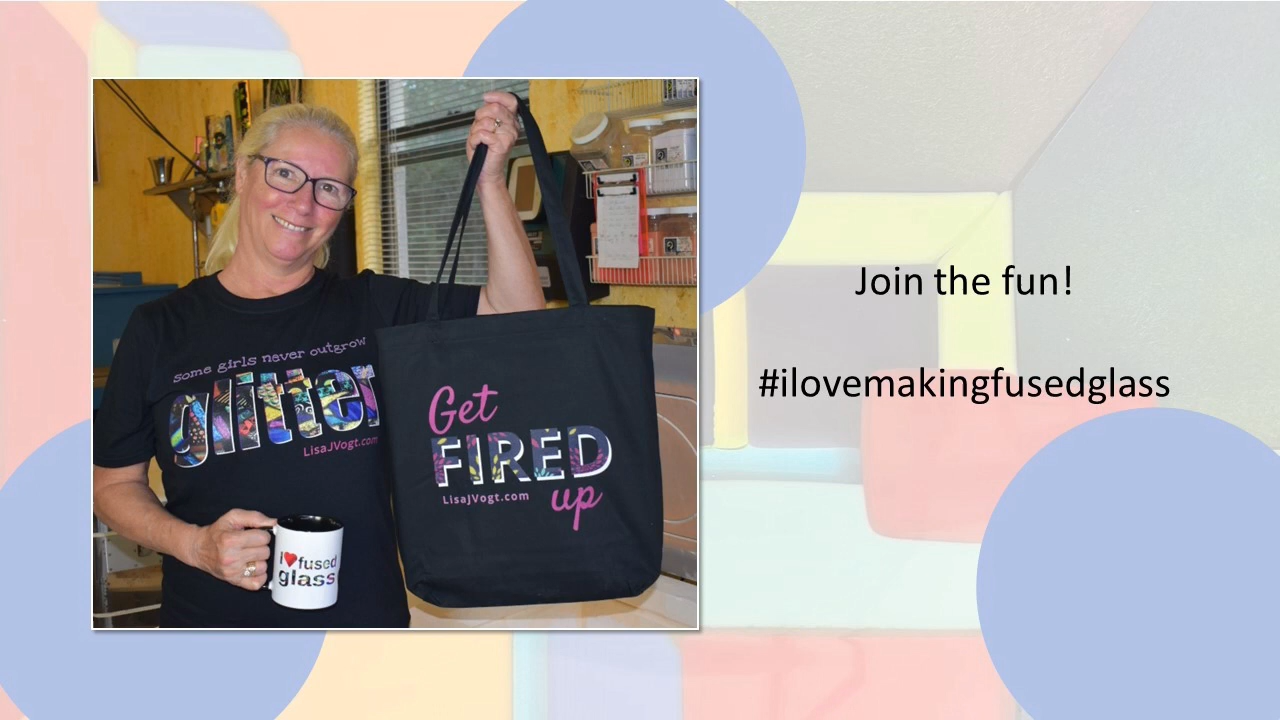 some girls never outgrow
glitter
LisaJVogt.com
Get
FIRED
LisaJVogt.com up
I❤fused
glass
Join the fun!
#ilovemakingfusedglass